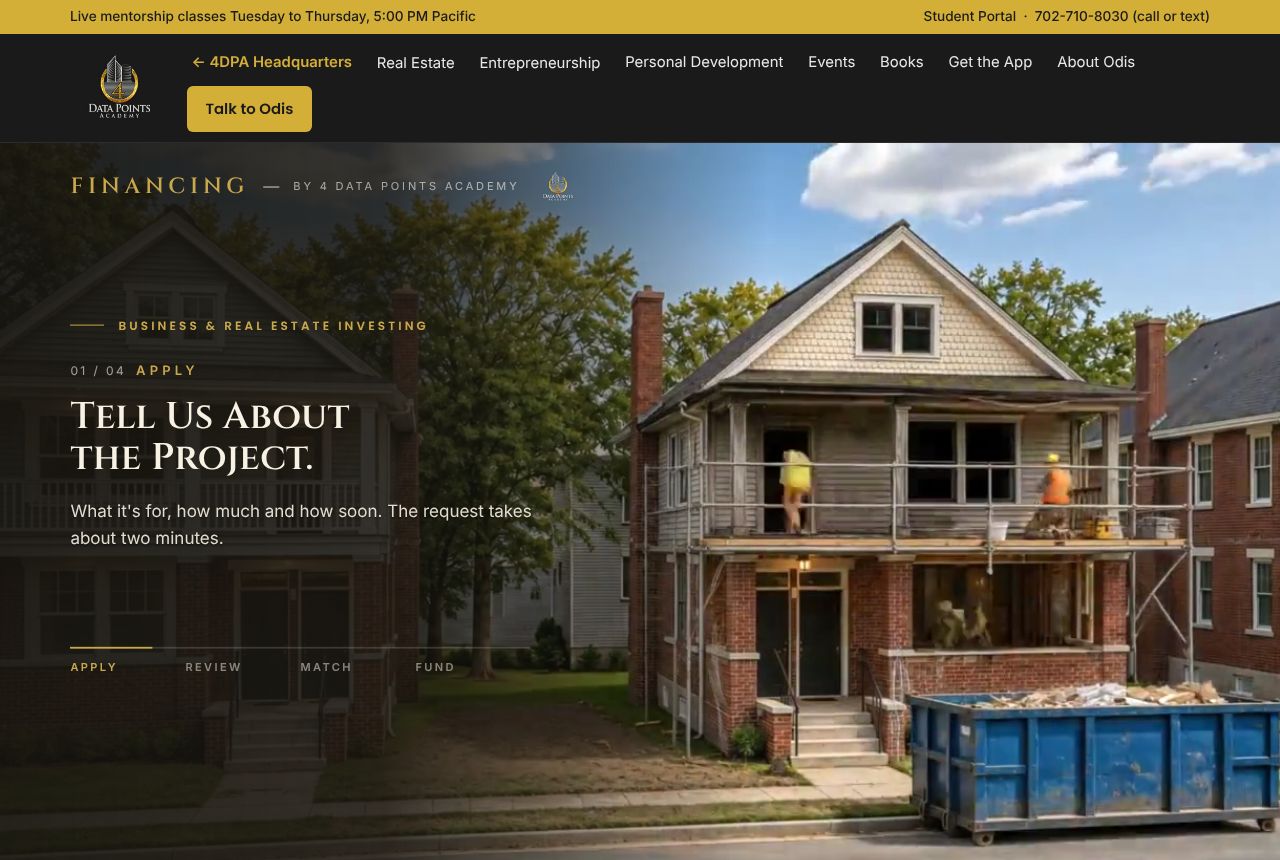 Live mentorship classes Tuesday to Thursday, 5:00 PM Pacific
Student Portal · 702-710-8030 (call or text)
4
DATA POINTS
ACADEMY
← 4DPA Headquarters
Real Estate
Entrepreneurship
Personal Development
Events
Books
Get the App
About Odis
Talk to Odis
FINANCING — BY 4 DATA POINTS ACADEMY
DATA POINTS
BUSINESS & REAL ESTATE INVESTING
01 / 04 APPLY
TELL US ABOUT
THE PROJECT.
What it's for, how much and how soon. The request takes
about two minutes.
APPLY
REVIEW
MATCH
FUND